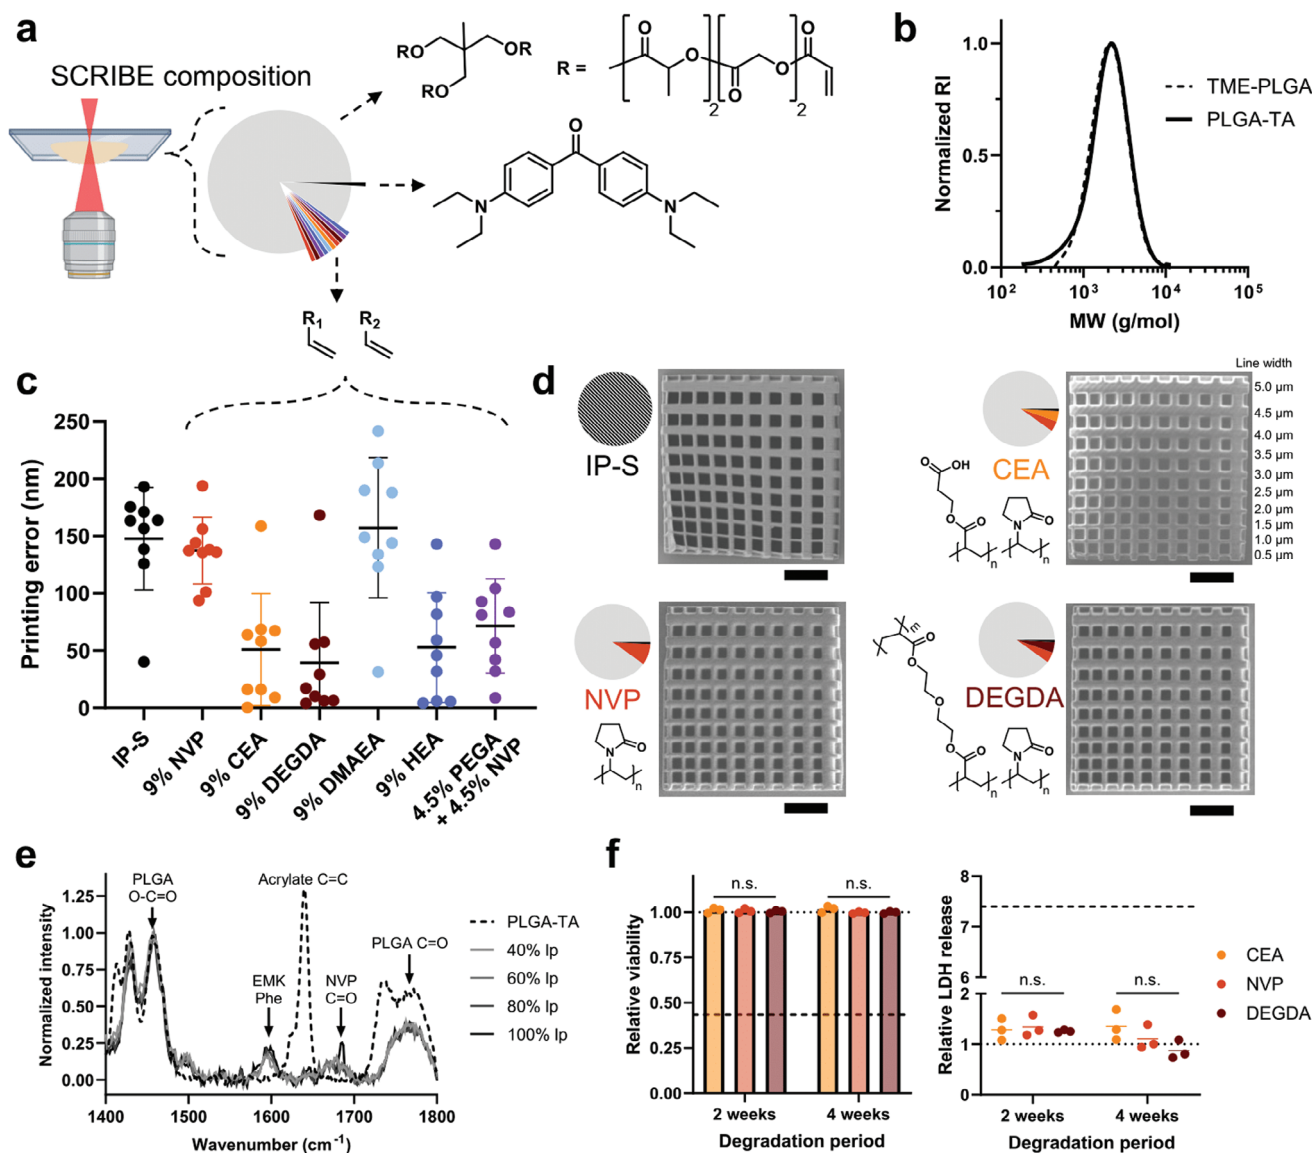 a
SCRIBE composition
RO
OR
RO
R =
O
O
O
O
O
2
2
O
N
N
R1
R2
b
Normalized RI
1.0
0.5
0.0
10²
10³
10⁴
10⁵
MW (g/mol)
TME-PLGA
PLGA-TA
c
Printing error (nm)
250
200
150
100
50
0
IP-S
9% NVP
9% CEA
9% DEGDA
9% DMAEA
9% HEA
4.5% PEGA
+ 4.5% NVP
d
IP-S
CEA
O
OH
O
O
N
O
n
n
Line width
5.0 µm
4.5 µm
4.0 µm
3.5 µm
3.0 µm
2.5 µm
2.0 µm
1.5 µm
1.0 µm
0.5 µm
NVP
N
O
n
DEGDA
m
O
O
O
O
O
N
O
n
n
e
Normalized intensity
1.25
1.00
0.75
0.50
0.25
0.00
1400
1500
1600
1700
1800
Wavenumber (cm⁻¹)
PLGA
O-C=O
Acrylate C=C
EMK
Phe
NVP
C=O
PLGA C=O
PLGA-TA
40% lp
60% lp
80% lp
100% lp
f
Relative viability
1.00
0.75
0.50
0.25
0.00
n.s.
n.s.
2 weeks
4 weeks
Degradation period
Relative LDH release
8
7
6
2
1
0
n.s.
n.s.
2 weeks
4 weeks
Degradation period
CEA
NVP
DEGDA